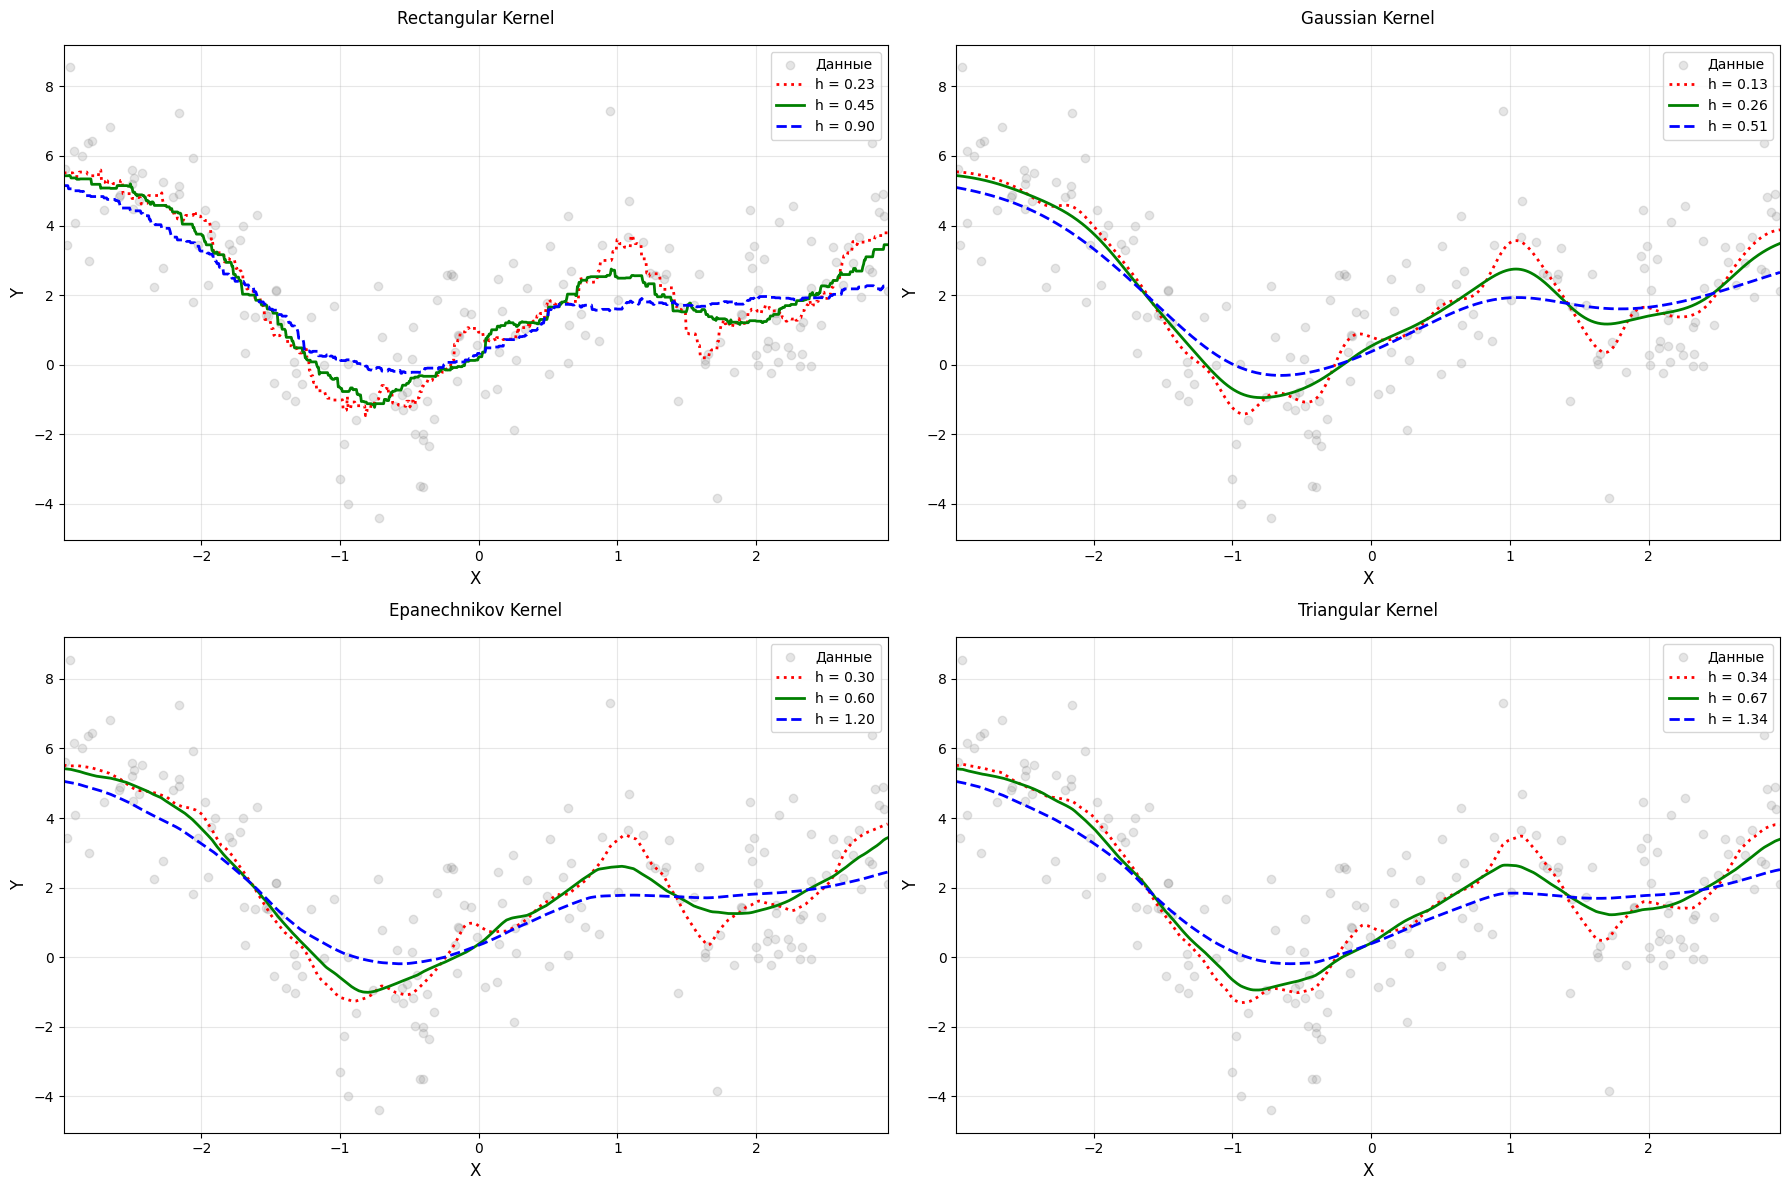 Rectangular Kernel
Данные
h = 0.23
h = 0.45
h = 0.90
8
6
4
2
0
−2
−4
Y
−2 −1 0 1 2
X
Gaussian Kernel
Данные
h = 0.13
h = 0.26
h = 0.51
8
6
4
2
0
−2
−4
Y
−2 −1 0 1 2
X
Epanechnikov Kernel
Данные
h = 0.30
h = 0.60
h = 1.20
8
6
4
2
0
−2
−4
Y
−2 −1 0 1 2
X
Triangular Kernel
Данные
h = 0.34
h = 0.67
h = 1.34
8
6
4
2
0
−2
−4
Y
−2 −1 0 1 2
X